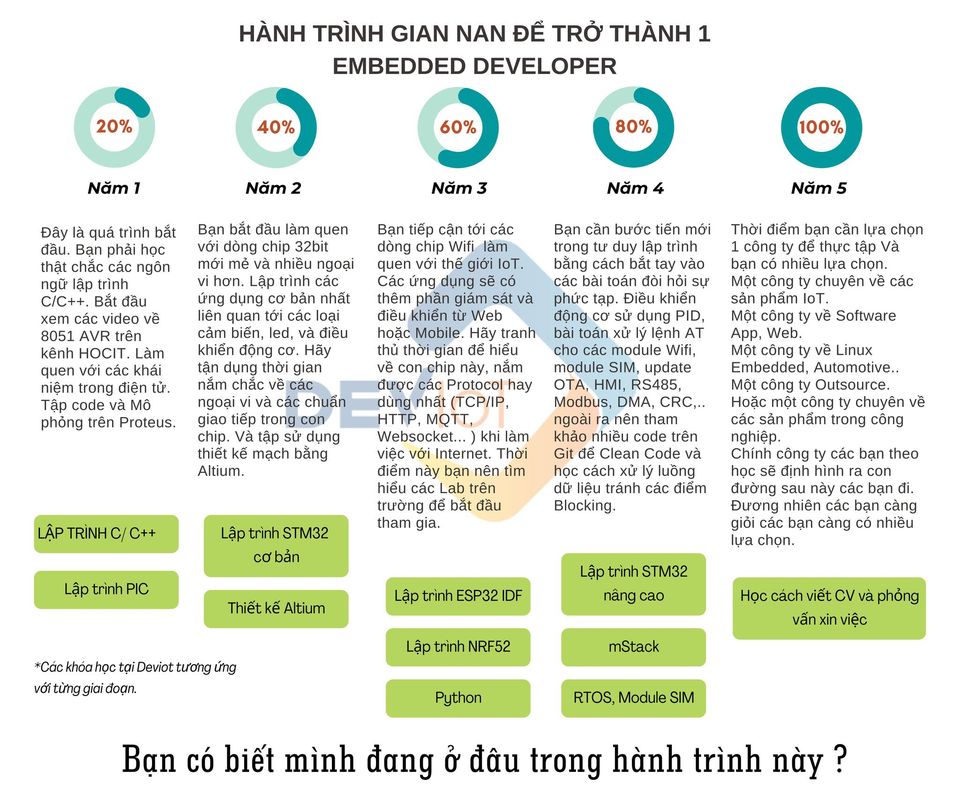 HÀNH TRÌNH GIAN NAN ĐỂ TRỞ THÀNH 1
EMBEDDED DEVELOPER
20%
40%
60%
80%
100%
Năm 1
Năm 2
Năm 3
Năm 4
Năm 5
Đây là quá trình bắt
đầu. Bạn phải học
thật chắc các ngôn
ngữ lập trình
C/C++. Bắt đầu
xem các video về
8051 AVR trên
kênh HOCIT. Làm
quen với các khái
niệm trong điện tử.
Tập code và Mô
phỏng trên Proteus.
LẬP TRÌNH C/ C++
Lập trình PIC
Bạn bắt đầu làm quen
với dòng chip 32bit
mới mẻ và nhiều ngoại
vi hơn. Lập trình các
ứng dụng cơ bản nhất
liên quan tới các loại
cảm biến, led, và điều
khiển động cơ. Hãy
tận dụng thời gian
nắm chắc về các
ngoại vi và các chuẩn
giao tiếp trong con
chip. Và tập sử dụng
thiết kế mạch bằng
Altium.
Lập trình STM32
cơ bản
Thiết kế Altium
Bạn tiếp cận tới các
dòng chip Wifi, làm
quen với thế giới IoT.
Các ứng dụng sẽ có
thêm phần giám sát và
điều khiển từ Web
hoặc Mobile. Hãy tranh
thủ thời gian để hiểu
về con chip này, nắm
được các Protocol hay
dùng nhất (TCP/IP,
HTTP, MQTT,
Websocket... ) khi làm
việc với Internet. Thời
điểm này bạn nên tìm
hiểu các Lab trên
trường để bắt đầu
tham gia.
Lập trình ESP32 IDF
Lập trình NRF52
Python
Bạn cần bước tiến mới
trong tư duy lập trình
bằng cách bắt tay vào
các bài toán đòi hỏi sự
phức tạp. Điều khiển
động cơ sử dụng PID,
bài toán xử lý lệnh AT
cho các module Wifi,
module SIM, update
OTA, HMI, RS485,
Modbus, DMA, CRC,..
ngoài ra nên tham
khảo nhiều code trên
Git để Clean Code và
học cách xử lý luồng
dữ liệu tránh các điểm
Blocking.
Lập trình STM32
nâng cao
mStack
RTOS, Module SIM
Thời điểm bạn cần lựa chọn
1 công ty để thực tập Và
bạn có nhiều lựa chọn.
Một công ty chuyên về các
sản phẩm IoT.
Một công ty về Software
App, Web.
Một công ty về Linux
Embedded, Automotive..
Một công ty Outsource.
Hoặc một công ty chuyên về
các sản phẩm trong công
nghiệp.
Chính công ty các bạn theo
học sẽ định hình ra con
đường sau này các bạn đi.
Đương nhiên các bạn càng
giỏi các bạn càng có nhiều
lựa chọn.
Học cách viết CV và phỏng
vấn xin việc
*Các khóa học tại Deviot tương ứng
với từng giai đoạn.
DEV IOT
Bạn có biết mình đang ở đâu trong hành trình này ?